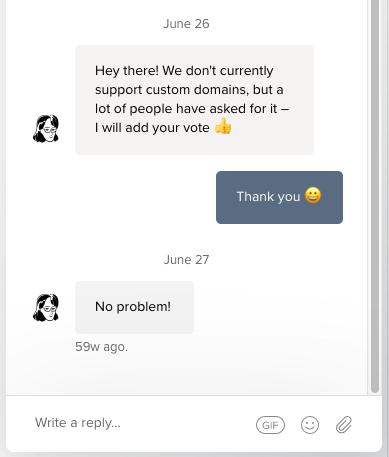 June 26
Hey there! We don't currently
support custom domains, but a
lot of people have asked for it –
I will add your vote 👍
Thank you 😀
June 27
No problem!
59w ago.
Write a reply...
GIF